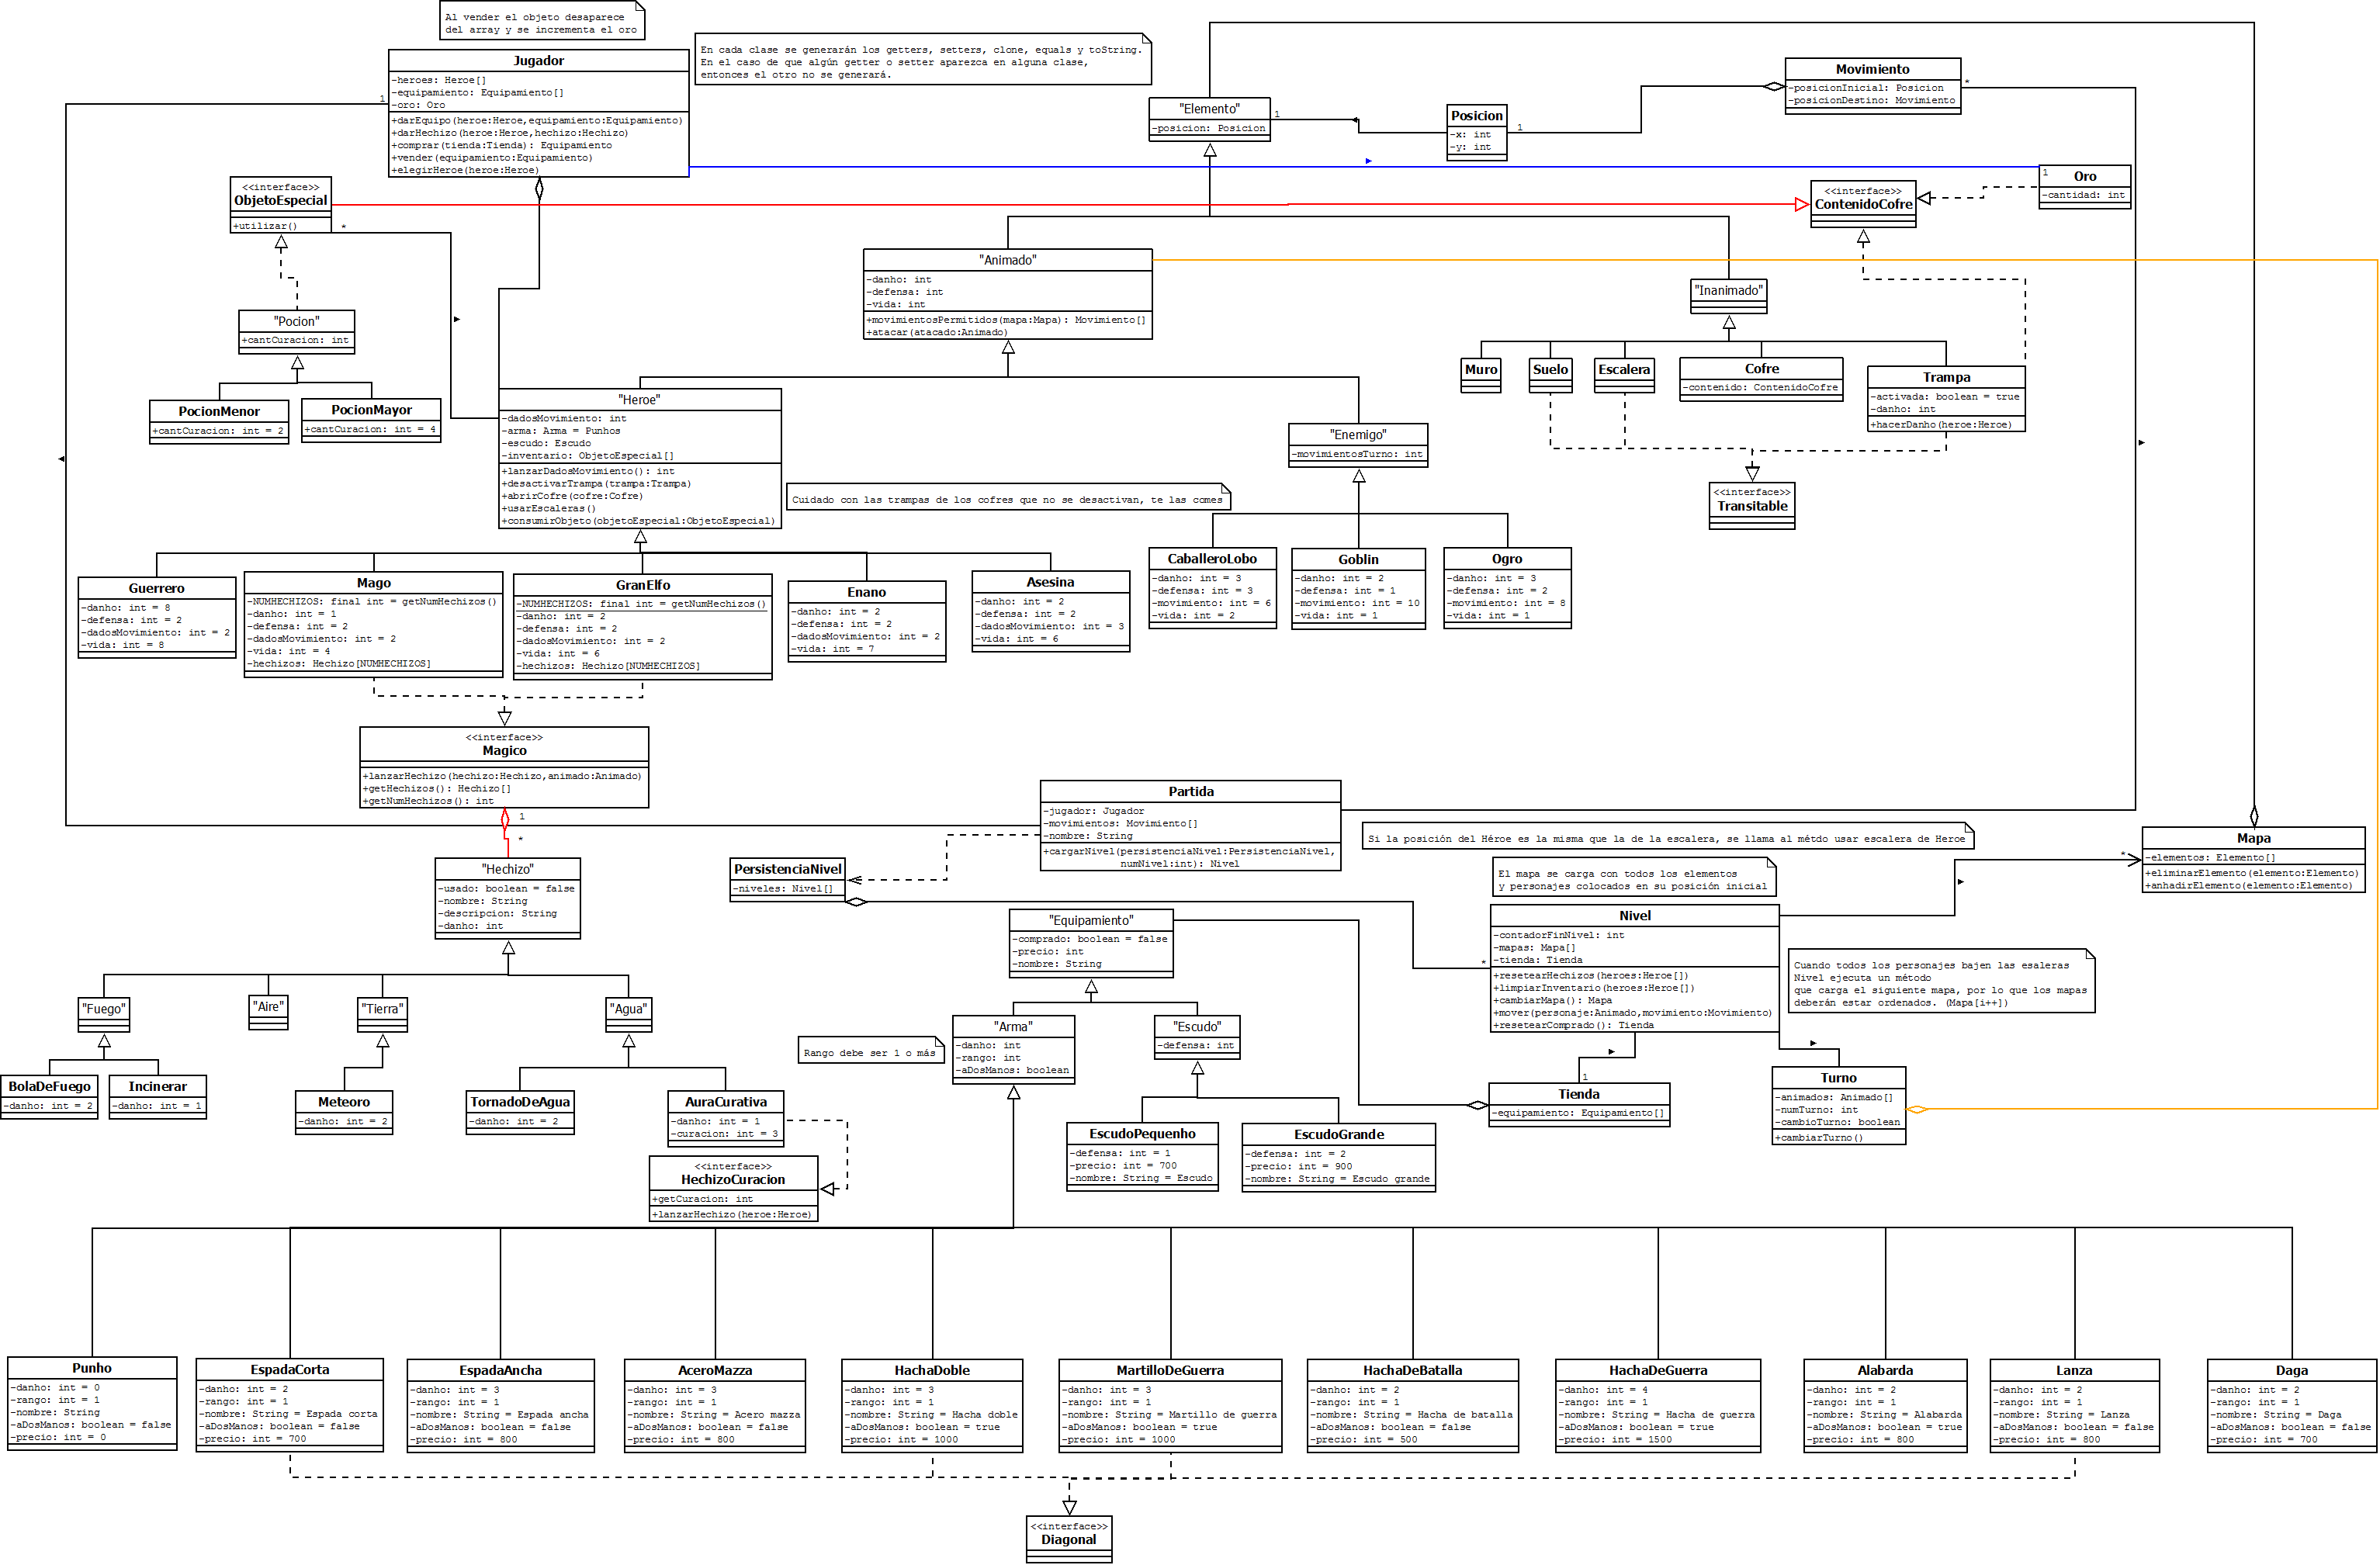 Al vender el objeto desaparece
del array y se incrementa el oro
En cada clase se generarán los getters, setters, clone, equals y toString.
En el caso de que algún getter o setter aparezca en alguna clase,
entonces el otro no se generará.
Jugador
-heroes: Heroe[]
-equipamiento: Equipamiento[]
-oro: Oro
+darEquipo(heroe:Heroe,equipamiento:Equipamiento)
+darHechizo(heroe:Heroe,hechizo:Hechizo)
+comprar(tienda:Tienda): Equipamiento
+vender(equipamiento:Equipamiento)
+elegirHeroe(heroe:Heroe)
1
"Elemento"
-posicion: Posicion
1
Posicion
-x: int
-y: int
1
Movimiento
-posicionInicial: Posicion
-posicionDestino: Movimiento
*
1
Oro
-cantidad: int
<<interface>>
ObjetoEspecial
+utilizar()
*
<<interface>>
ContenidoCofre
"Animado"
-danho: int
-defensa: int
-vida: int
+movimientosPermitidos(mapa:Mapa): Movimiento[]
+atacar(atacado:Animado)
"Inanimado"
"Pocion"
+cantCuracion: int
PocionMenor
+cantCuracion: int = 2
PocionMayor
+cantCuracion: int = 4
"Heroe"
-dadosMovimiento: int
-arma: Arma = Punhos
-escudo: Escudo
-inventario: ObjetoEspecial[]
+lanzarDadosMovimiento(): int
+desactivarTrampa(trampa:Trampa)
+abrirCofre(cofre:Cofre)
+usarEscaleras()
+consumirObjeto(objetoEspecial:ObjetoEspecial)
"Enemigo"
-movimientosTurno: int
Muro
Suelo
Escalera
Cofre
-contenido: ContenidoCofre
Trampa
-activada: boolean = true
-danho: int
+hacerDanho(heroe:Heroe)
<<interface>>
Transitable
Cuidado con las trampas de los cofres que no se desactivan, te las comes
Guerrero
-danho: int = 8
-defensa: int = 2
-dadosMovimiento: int = 2
-vida: int = 8
Mago
-NUMHECHIZOS: final int = getNumHechizos()
-danho: int = 1
-defensa: int = 2
-dadosMovimiento: int = 2
-vida: int = 4
-hechizos: Hechizo[NUMHECHIZOS]
GranElfo
-NUMHECHIZOS: final int = getNumHechizos()
-danho: int = 2
-defensa: int = 2
-dadosMovimiento: int = 2
-vida: int = 6
-hechizos: Hechizo[NUMHECHIZOS]
Enano
-danho: int = 2
-defensa: int = 2
-dadosMovimiento: int = 2
-vida: int = 7
Asesina
-danho: int = 2
-defensa: int = 2
-dadosMovimiento: int = 3
-vida: int = 6
CaballeroLobo
-danho: int = 3
-defensa: int = 3
-movimiento: int = 6
-vida: int = 2
Goblin
-danho: int = 2
-defensa: int = 1
-movimiento: int = 10
-vida: int = 1
Ogro
-danho: int = 3
-defensa: int = 2
-movimiento: int = 8
-vida: int = 1
<<interface>>
Magico
+lanzarHechizo(hechizo:Hechizo,animado:Animado)
+getHechizos(): Hechizo[]
+getNumHechizos(): int
1
*
Partida
-jugador: Jugador
-movimientos: Movimiento[]
-nombre: String
+cargarNivel(persistenciaNivel:PersistenciaNivel,
numNivel:int): Nivel
Si la posición del Héroe es la misma que la de la escalera, se llama al métdo usar escalera de Heroe
Mapa
-elementos: Elemento[]
+eliminarElemento(elemento:Elemento)
+anhadirElemento(elemento:Elemento)
*
"Hechizo"
-usado: boolean = false
-nombre: String
-descripcion: String
-danho: int
PersistenciaNivel
-niveles: Nivel[]
El mapa se carga con todos los elementos
y personajes colocados en su posición inicial
"Equipamiento"
-comprado: boolean = false
-precio: int
-nombre: String
*
Nivel
-contadorFinNivel: int
-mapas: Mapa[]
-tienda: Tienda
+resetearHechizos(heroes:Heroe[])
+limpiarInventario(heroes:Heroe[])
+cambiarMapa(): Mapa
+mover(personaje:Animado,movimiento:Movimiento)
+resetearComprado(): Tienda
Cuando todos los personajes bajen las esaleras
Nivel ejecuta un método
que carga el siguiente mapa, por lo que los mapas
deberán estar ordenados. (Mapa[i++])
"Fuego"
"Aire"
"Tierra"
"Agua"
Rango debe ser 1 o más
"Arma"
-danho: int
-rango: int
-aDosManos: boolean
"Escudo"
-defensa: int
BolaDeFuego
-danho: int = 2
Incinerar
-danho: int = 1
Meteoro
-danho: int = 2
TornadoDeAgua
-danho: int = 2
AuraCurativa
-danho: int = 1
-curacion: int = 3
1
Tienda
-equipamiento: Equipamiento[]
Turno
-animados: Animado[]
-numTurno: int
-cambioTurno: boolean
+cambiarTurno()
EscudoPequenho
-defensa: int = 1
-precio: int = 700
-nombre: String = Escudo
EscudoGrande
-defensa: int = 2
-precio: int = 900
-nombre: String = Escudo grande
<<interface>>
HechizoCuracion
+getCuracion: int
+lanzarHechizo(heroe:Heroe)
Punho
-danho: int = 0
-rango: int = 1
-nombre: String
-aDosManos: boolean = false
-precio: int = 0
EspadaCorta
-danho: int = 2
-rango: int = 1
-nombre: String = Espada corta
-aDosManos: boolean = false
-precio: int = 700
EspadaAncha
-danho: int = 3
-rango: int = 1
-nombre: String = Espada ancha
-aDosManos: boolean = false
-precio: int = 800
AceroMazza
-danho: int = 3
-rango: int = 1
-nombre: String = Acero mazza
-aDosManos: boolean = false
-precio: int = 800
HachaDoble
-danho: int = 3
-rango: int = 1
-nombre: String = Hacha doble
-aDosManos: boolean = true
-precio: int = 1000
MartilloDeGuerra
-danho: int = 3
-rango: int = 1
-nombre: String = Martillo de guerra
-aDosManos: boolean = true
-precio: int = 1000
HachaDeBatalla
-danho: int = 2
-rango: int = 1
-nombre: String = Hacha de batalla
-aDosManos: boolean = false
-precio: int = 500
HachaDeGuerra
-danho: int = 4
-rango: int = 1
-nombre: String = Hacha de guerra
-aDosManos: boolean = true
-precio: int = 1500
Alabarda
-danho: int = 2
-rango: int = 1
-nombre: String = Alabarda
-aDosManos: boolean = true
-precio: int = 800
Lanza
-danho: int = 2
-rango: int = 1
-nombre: String = Lanza
-aDosManos: boolean = false
-precio: int = 800
Daga
-danho: int = 2
-rango: int = 1
-nombre: String = Daga
-aDosManos: boolean = false
-precio: int = 700
<<interface>>
Diagonal